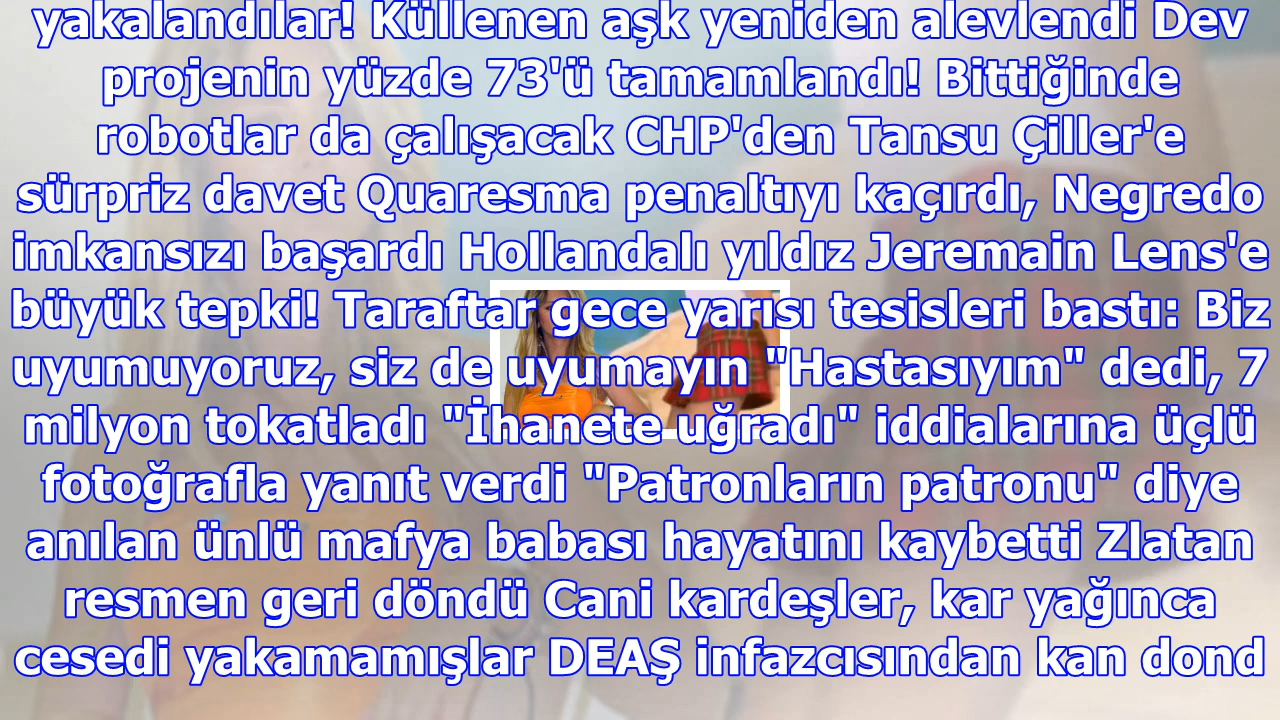 yakalandılar! Küllenen aşk yeniden alevlendi Dev
projenin yüzde 73'ü tamamlandı! Bittiğinde
robotlar da çalışacak CHP'den Tansu Çiller'e
sürpriz davet Quaresma penaltıyı kaçırdı, Negredo
imkansızı başardı Hollandalı yıldız Jeremain Lens'e
büyük tepki! Taraftar gece yarısı tesisleri bastı: Biz
uyumuyoruz, siz de uyumayın "Hastasıyım" dedi, 7
milyon tokatladı "İhanete uğradı" iddialarına üçlü
fotoğrafla yanıt verdi "Patronların patronu" diye
anılan ünlü mafya babası hayatını kaybetti Zlatan
resmen geri döndü Cani kardeşler, kar yağınca
cesedi yakamamışlar DEAŞ infazcısından kan dond